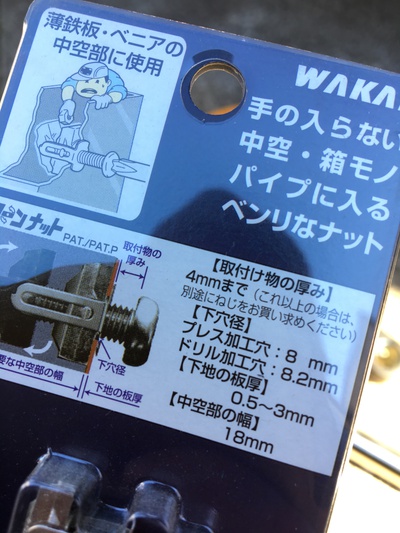 薄鉄板・ベニアの
中空部に使用
WAKA
手の入らない
中空・箱モノ
パイプに入る
ベンリなナット
ピンナット
PAT./PAT.P
取付物の
厚み
下穴径
要な中空部の幅
下地の板厚
【取付け物の厚み】
4mmまで（これ以上の場合は、
別途にねじをお買い求めください）
【下穴径】
プレス加工穴：8 mm
ドリル加工穴：8.2mm
【下地の板厚】
0.5〜3mm
【中空部の幅】
18mm